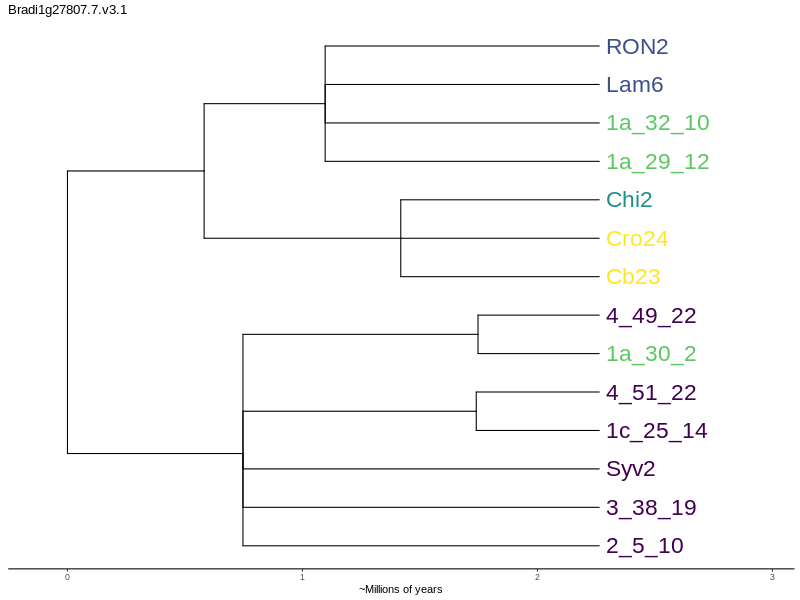 Bradi1g27807.7.v3.1
RON2
Lam6
1a_32_10
1a_29_12
Chi2
Cro24
Cb23
4_49_22
1a_30_2
4_51_22
1c_25_14
Syv2
3_38_19
2_5_10
0 1 2 3
~Millions of years